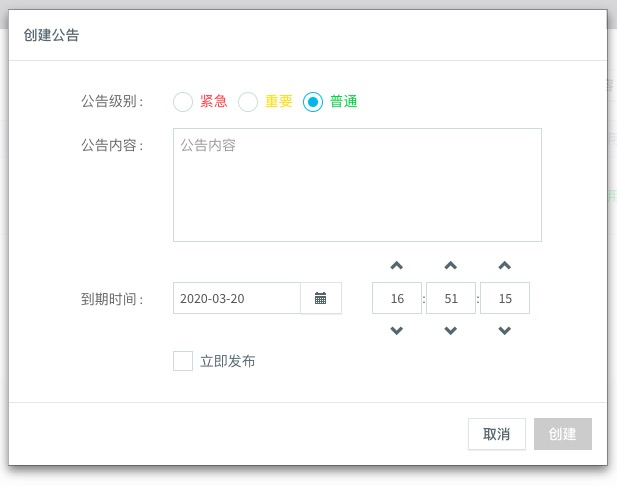 创建公告
公告级别 : 紧急 重要 普通
公告内容 : 公告内容
到期时间 : 2020-03-20 16 : 51 : 15
立即发布
取消 创建